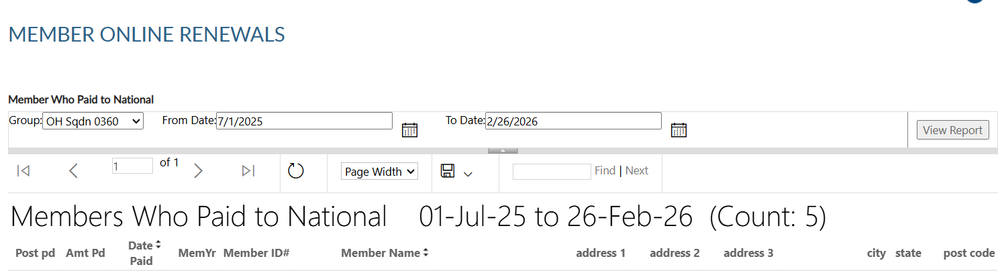 MEMBER ONLINE RENEWALS
Member Who Paid to National
Group: OH Sqdn 0360 From Date: 7/1/2025 To Date: 2/26/2026 View Report
1 of 1 Page Width Find | Next
Members Who Paid to National 01-Jul-25 to 26-Feb-26 (Count: 5)
Post pd Amt Pd Date Paid MemYr Member ID# Member Name address 1 address 2 address 3 city state post code